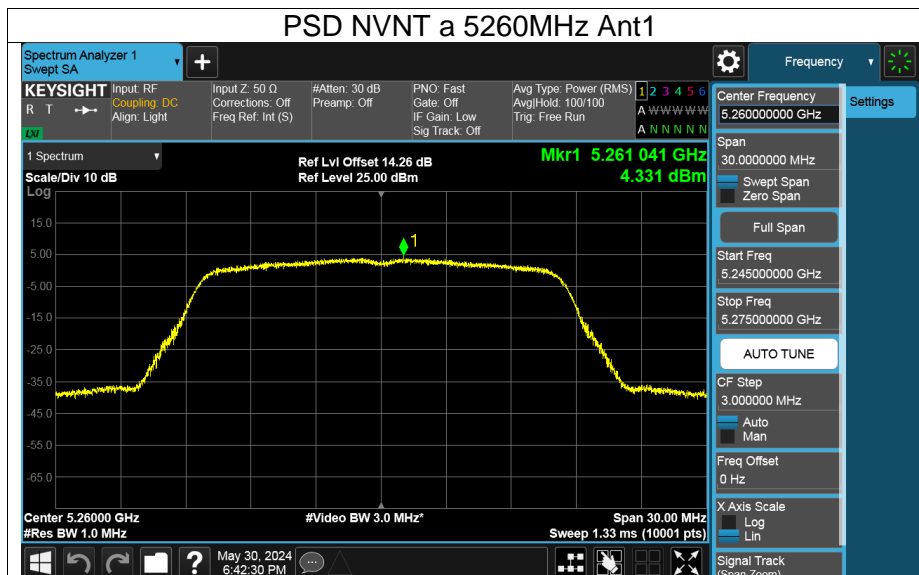 PSD NVNT a 5260MHz Ant1
Spectrum Analyzer 1
Swept SA
+
Frequency
KEYSIGHT
R T
LXI
Input: RF
Coupling: DC
Align: Light
Input Z: 50 Ω
Corrections: Off
Freq Ref: Int (S)
#Atten: 30 dB
Preamp: Off
PNO: Fast
Gate: Off
IF Gain: Low
Sig Track: Off
Avg Type: Power (RMS)
Avg|Hold: 100/100
Trig: Free Run
1 2 3 4 5 6
A W W W W W
A N N N N N
Center Frequency
5.260000000 GHz
Settings
Span
30.0000000 MHz
Swept Span
Zero Span
Full Span
Start Freq
5.245000000 GHz
Stop Freq
5.275000000 GHz
AUTO TUNE
CF Step
3.000000 MHz
Auto
Man
Freq Offset
0 Hz
X Axis Scale
Log
Lin
Signal Track
(Span Zoom)
1 Spectrum
Scale/Div 10 dB
Ref Lvl Offset 14.26 dB
Ref Level 25.00 dBm
Mkr1 5.261 041 GHz
4.331 dBm
Log
15.0
5.00
-5.00
-15.0
-25.0
-35.0
-45.0
-55.0
-65.0
1
Center 5.26000 GHz
#Video BW 3.0 MHz*
Span 30.00 MHz
#Res BW 1.0 MHz
Sweep 1.33 ms (10001 pts)
?
May 30, 2024
6:42:30 PM